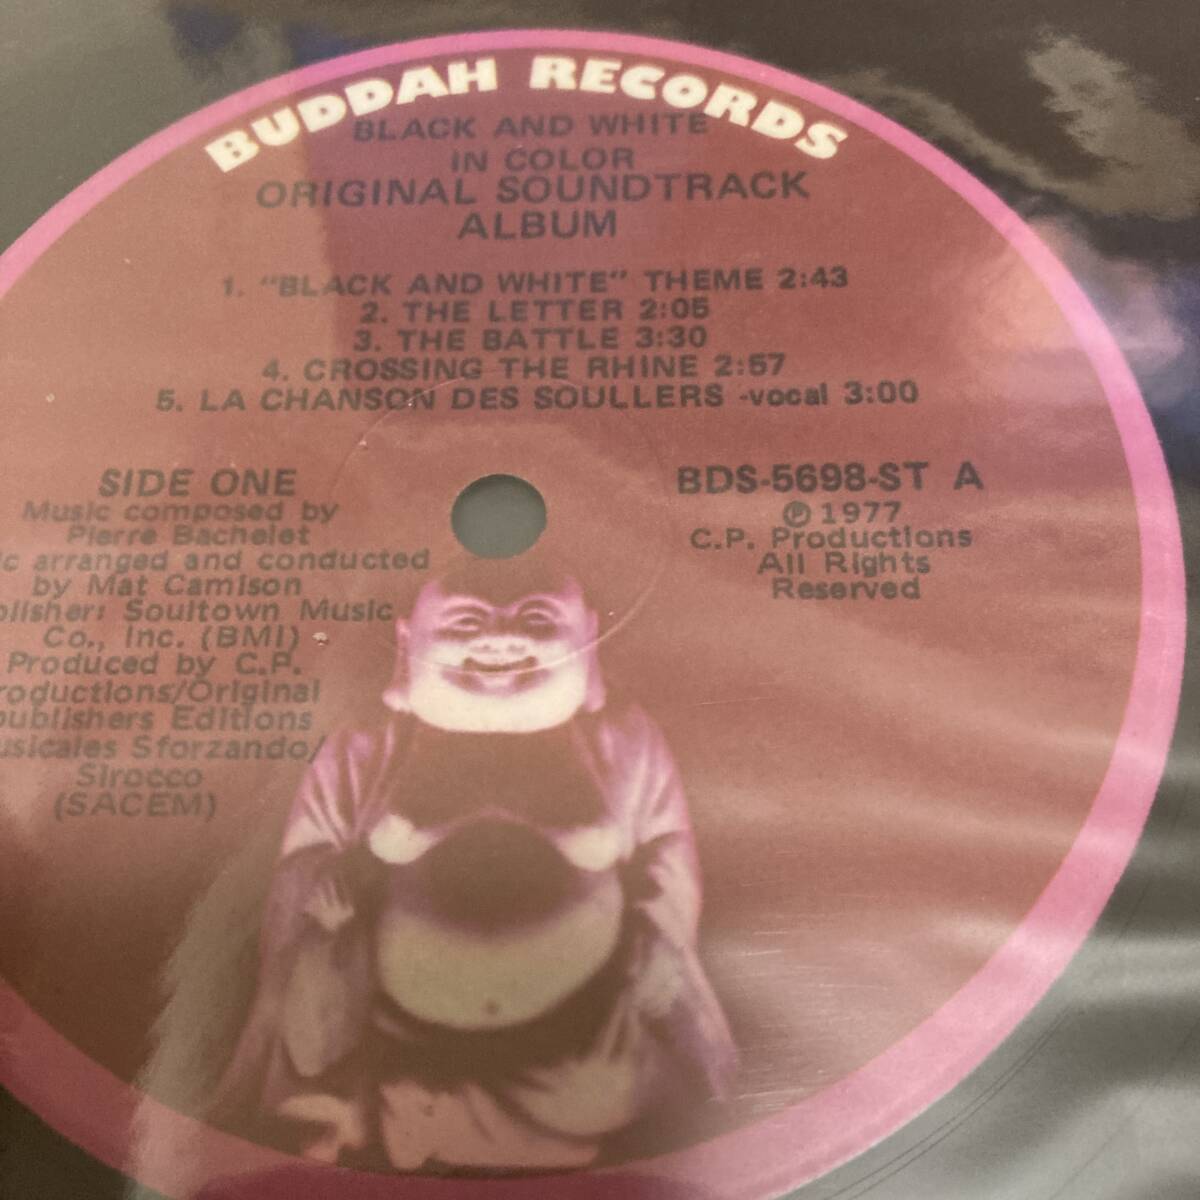 BUDDAH RECORDS
BLACK AND WHITE
IN COLOR
ORIGINAL SOUNDTRACK
ALBUM
1. "BLACK AND WHITE" THEME 2:43
2. THE LETTER 2:05
3. THE BATTLE 3:30
4. CROSSING THE RHINE 2:57
5. LA CHANSON DES SOULLERS -vocal 3:00
SIDE ONE
Music composed by
Pierre Bachelet
ic arranged and conducted
by Mat Camison
blisher: Soultown Music
Co., Inc. (BMI)
Produced by C.P.
roductions/Original
publishers Editions
usicales Sforzando/
Sirocco
(SACEM)
BDS-5698-ST A
℗ 1977
C.P. Productions
All Rights
Reserved